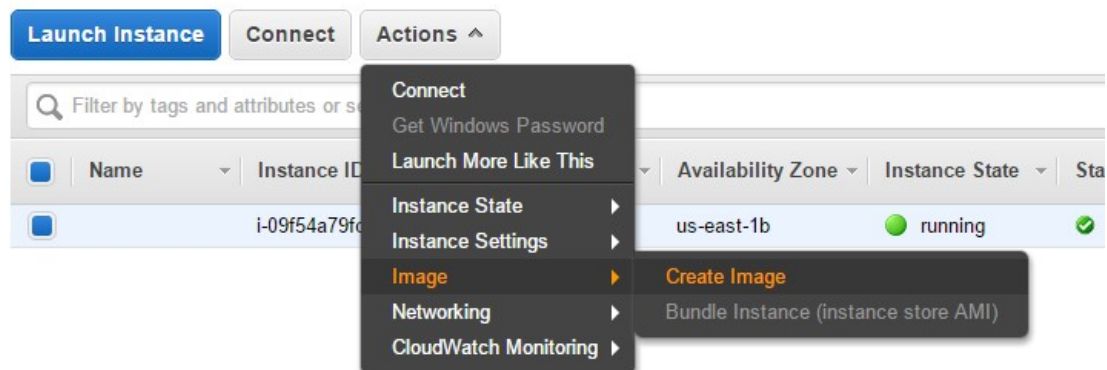 Launch Instance Connect Actions
Filter by tags and attributes or se
Connect
Get Windows Password
Launch More Like This
Name Instance ID Availability Zone Instance State Sta
Instance State
i-09f54a79fc us-east-1b running
Instance Settings
Image Create Image
Networking Bundle Instance (instance store AMI)
CloudWatch Monitoring